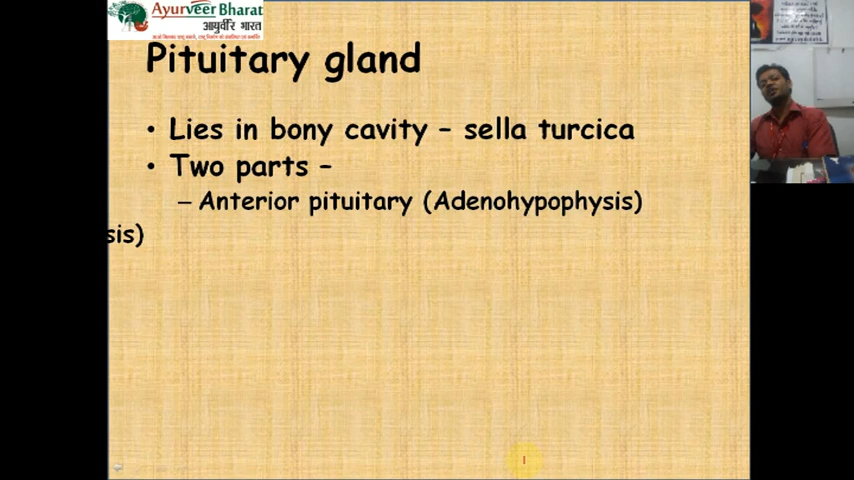 Ayurveer Bharat
आयुर्वीर भारत
Pituitary gland
• Lies in bony cavity – sella turcica
• Two parts –
– Anterior pituitary (Adenohypophysis)
sis)